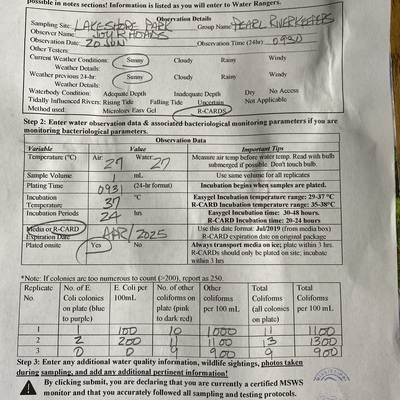 possible in notes sections! Information is listed as you will enter to Water Rangers.
Observation Details
Sampling Site: LAKESHORE PARK Group Name: PEARL RIVERKEEPERS
Observer Name: JOY RHOADS
Observation Date: 20 JUN Observation Time (24hr) 0930
Other Testers:
Current Weather Conditions: Sunny Cloudy Rainy Windy
Weather Details:
Weather previous 24-hr: Sunny Cloudy Rainy Windy
Weather Details:
Waterbody Condition: Adequate Depth Inadequate Depth Dry No Access
Tidally Influenced Rivers: Rising Tide Falling Tide Uncertain Not Applicable
Method used: Microlosy Easy Gel R-CARDS
Step 2: Enter water observation data & associated bacteriological monitoring parameters if you are
monitoring bacteriological parameters.
Observation Data
Variable Value Important Tips
Temperature (°C) Air 27 Water 27 Measure air temp before water temp. Read with bulb
submerged if possible. Don't touch bulb.
Sample Volume 1 mL Use same volume for all replicates
Plating Time 0931 (24-hr format) Incubation begins when samples are plated.
Incubation
Temperature 37 °C Easygel Incubation temperature range: 29-37 °C
R-CARD Incubation temperature range: 35-38°C
Incubation Periods 24 hrs Easygel Incubation time: 30-48 hours.
R-CARD Incubation time: 20-24 hours
Media or R-CARD
Expiration Date APR/2025 Use this date format: Jul/2019 (from media box)
R-CARD expiration date on original package
Plated onsite Yes No Always transport media on ice; plate within 3 hrs.
R-CARDs should only be plated on site; incubate
within 3 hrs
*Note: If colonies are too numerous to count (>200), report as 250.
Replicate No. No. of E. Coli colonies on plate (blue to purple) E. Coli per 100mL No. of other coliforms on plate (pink to dark red) Other coliforms per 100 mL Total Coliforms (all colonies on plate) Total Coliforms per 100 mL
1 1 100 10 1000 11 1100
2 2 200 11 1100 13 1300
3 0 0 9 900 9 900
Step 3: Enter any additional water quality information, wildlife sightings, photos taken
during sampling, and add any additional pertinent information!
By clicking submit, you are declaring that you are currently a certified MSWS
monitor and that you accurately followed all sampling and testing protocols.